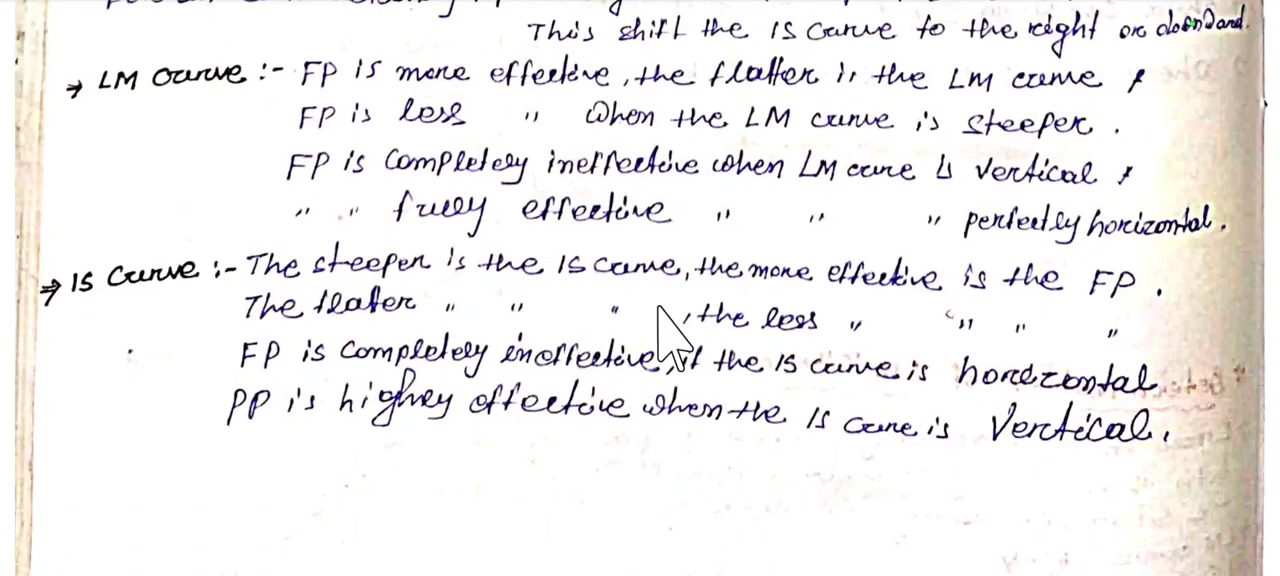 This shift the IS Curve to the right or
→ LM Curve :- FP is more effective, the flatter is the LM curve &
FP is less " when the LM curve is steeper.
FP is completely ineffective when LM curve is vertical &
" " fully effective " " " perfectly horizontal.
⇒ IS Curve :- The steeper is the IS curve, the more effective is the FP.
The flater " " " , the less " " " "
FP is completely ineffective, if the IS curve is horizontal
FP is highly effective when the IS curve is Vertical.